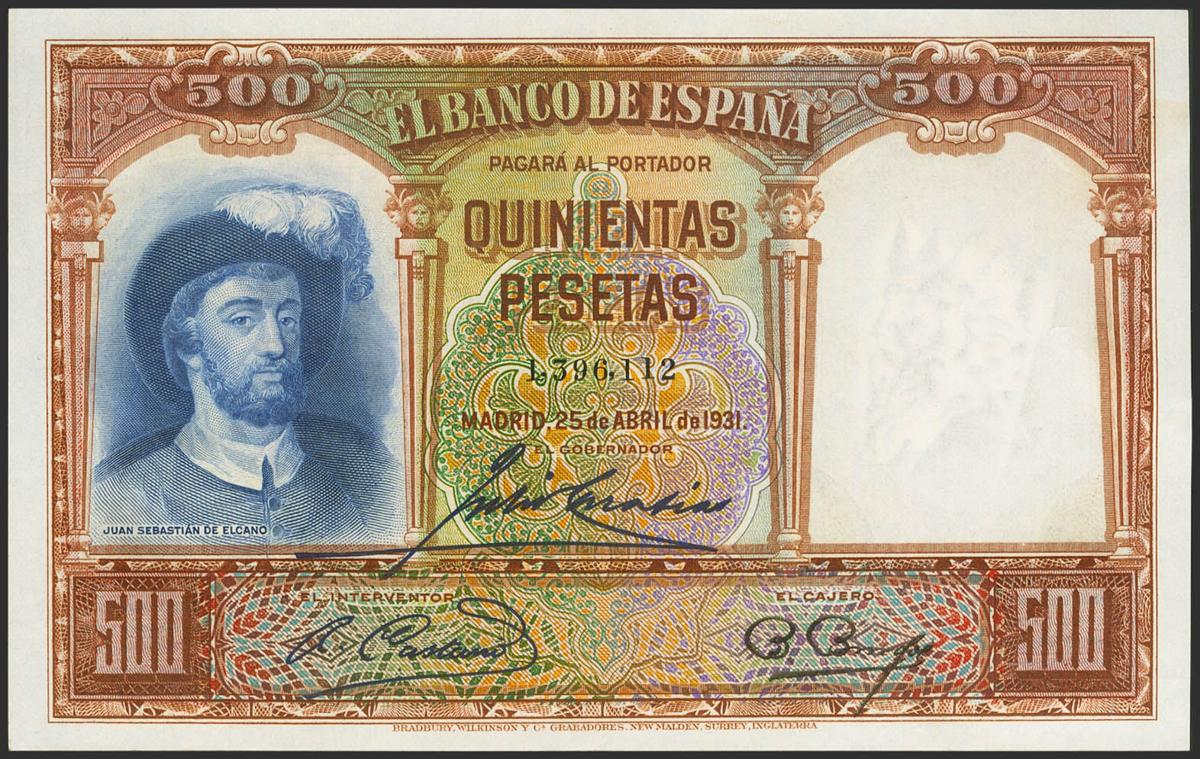 500
500
EL BANCO DE ESPAÑA
PAGARÁ AL PORTADOR
QUINIENTAS
PESETAS
1,396,112
MADRID, 25 de ABRIL de 1931.
EL GOBERNADOR
JUAN SEBASTIÁN DE ELCANO
500
EL INTERVENTOR
EL CAJERO
500
BRADBURY, WILKINSON Y Cª GRABADORES, NEW MALDEN, SURREY, INGLATERRA